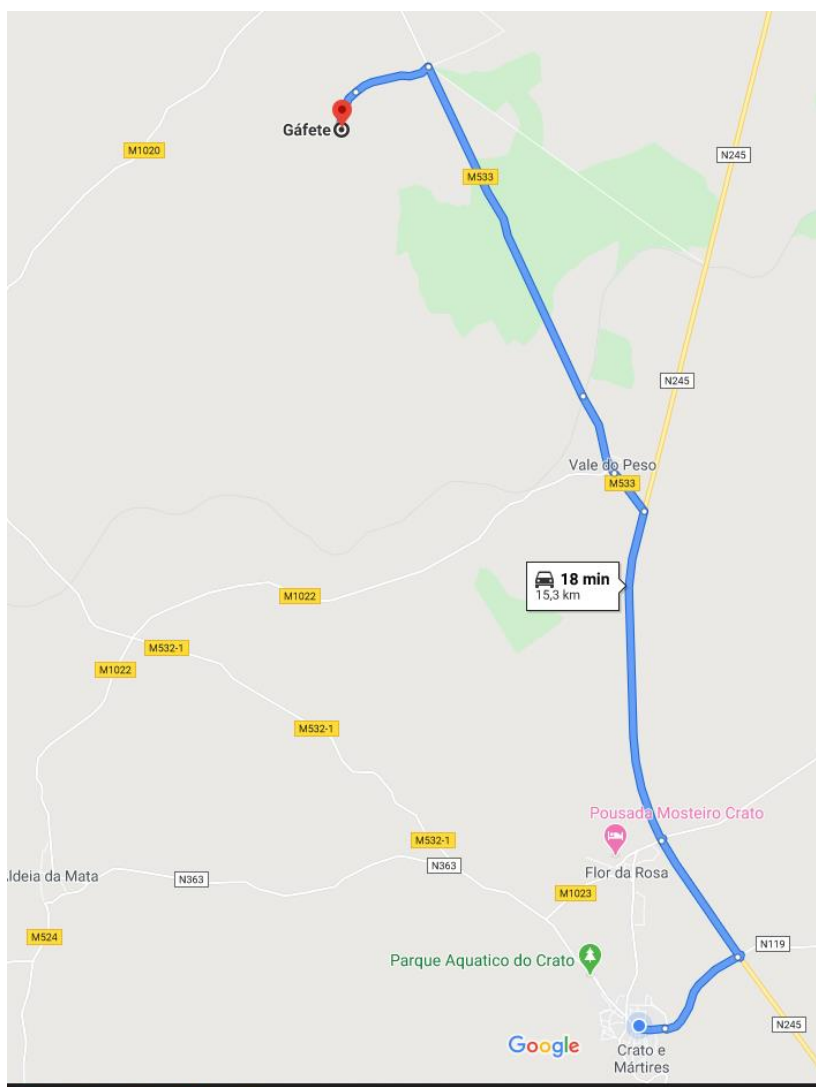 Gáfete
M1020
N245
M533
N245
Vale do Peso
M533
18 min
15,3 km
M1022
M532-1
M1022
M532-1
Pousada Mosteiro Crato
M532-1
N363
Flor da Rosa
ldeia da Mata
N363
M1023
M524
N119
Parque Aquatico do Crato
N245
Google
Crato e
Mártires